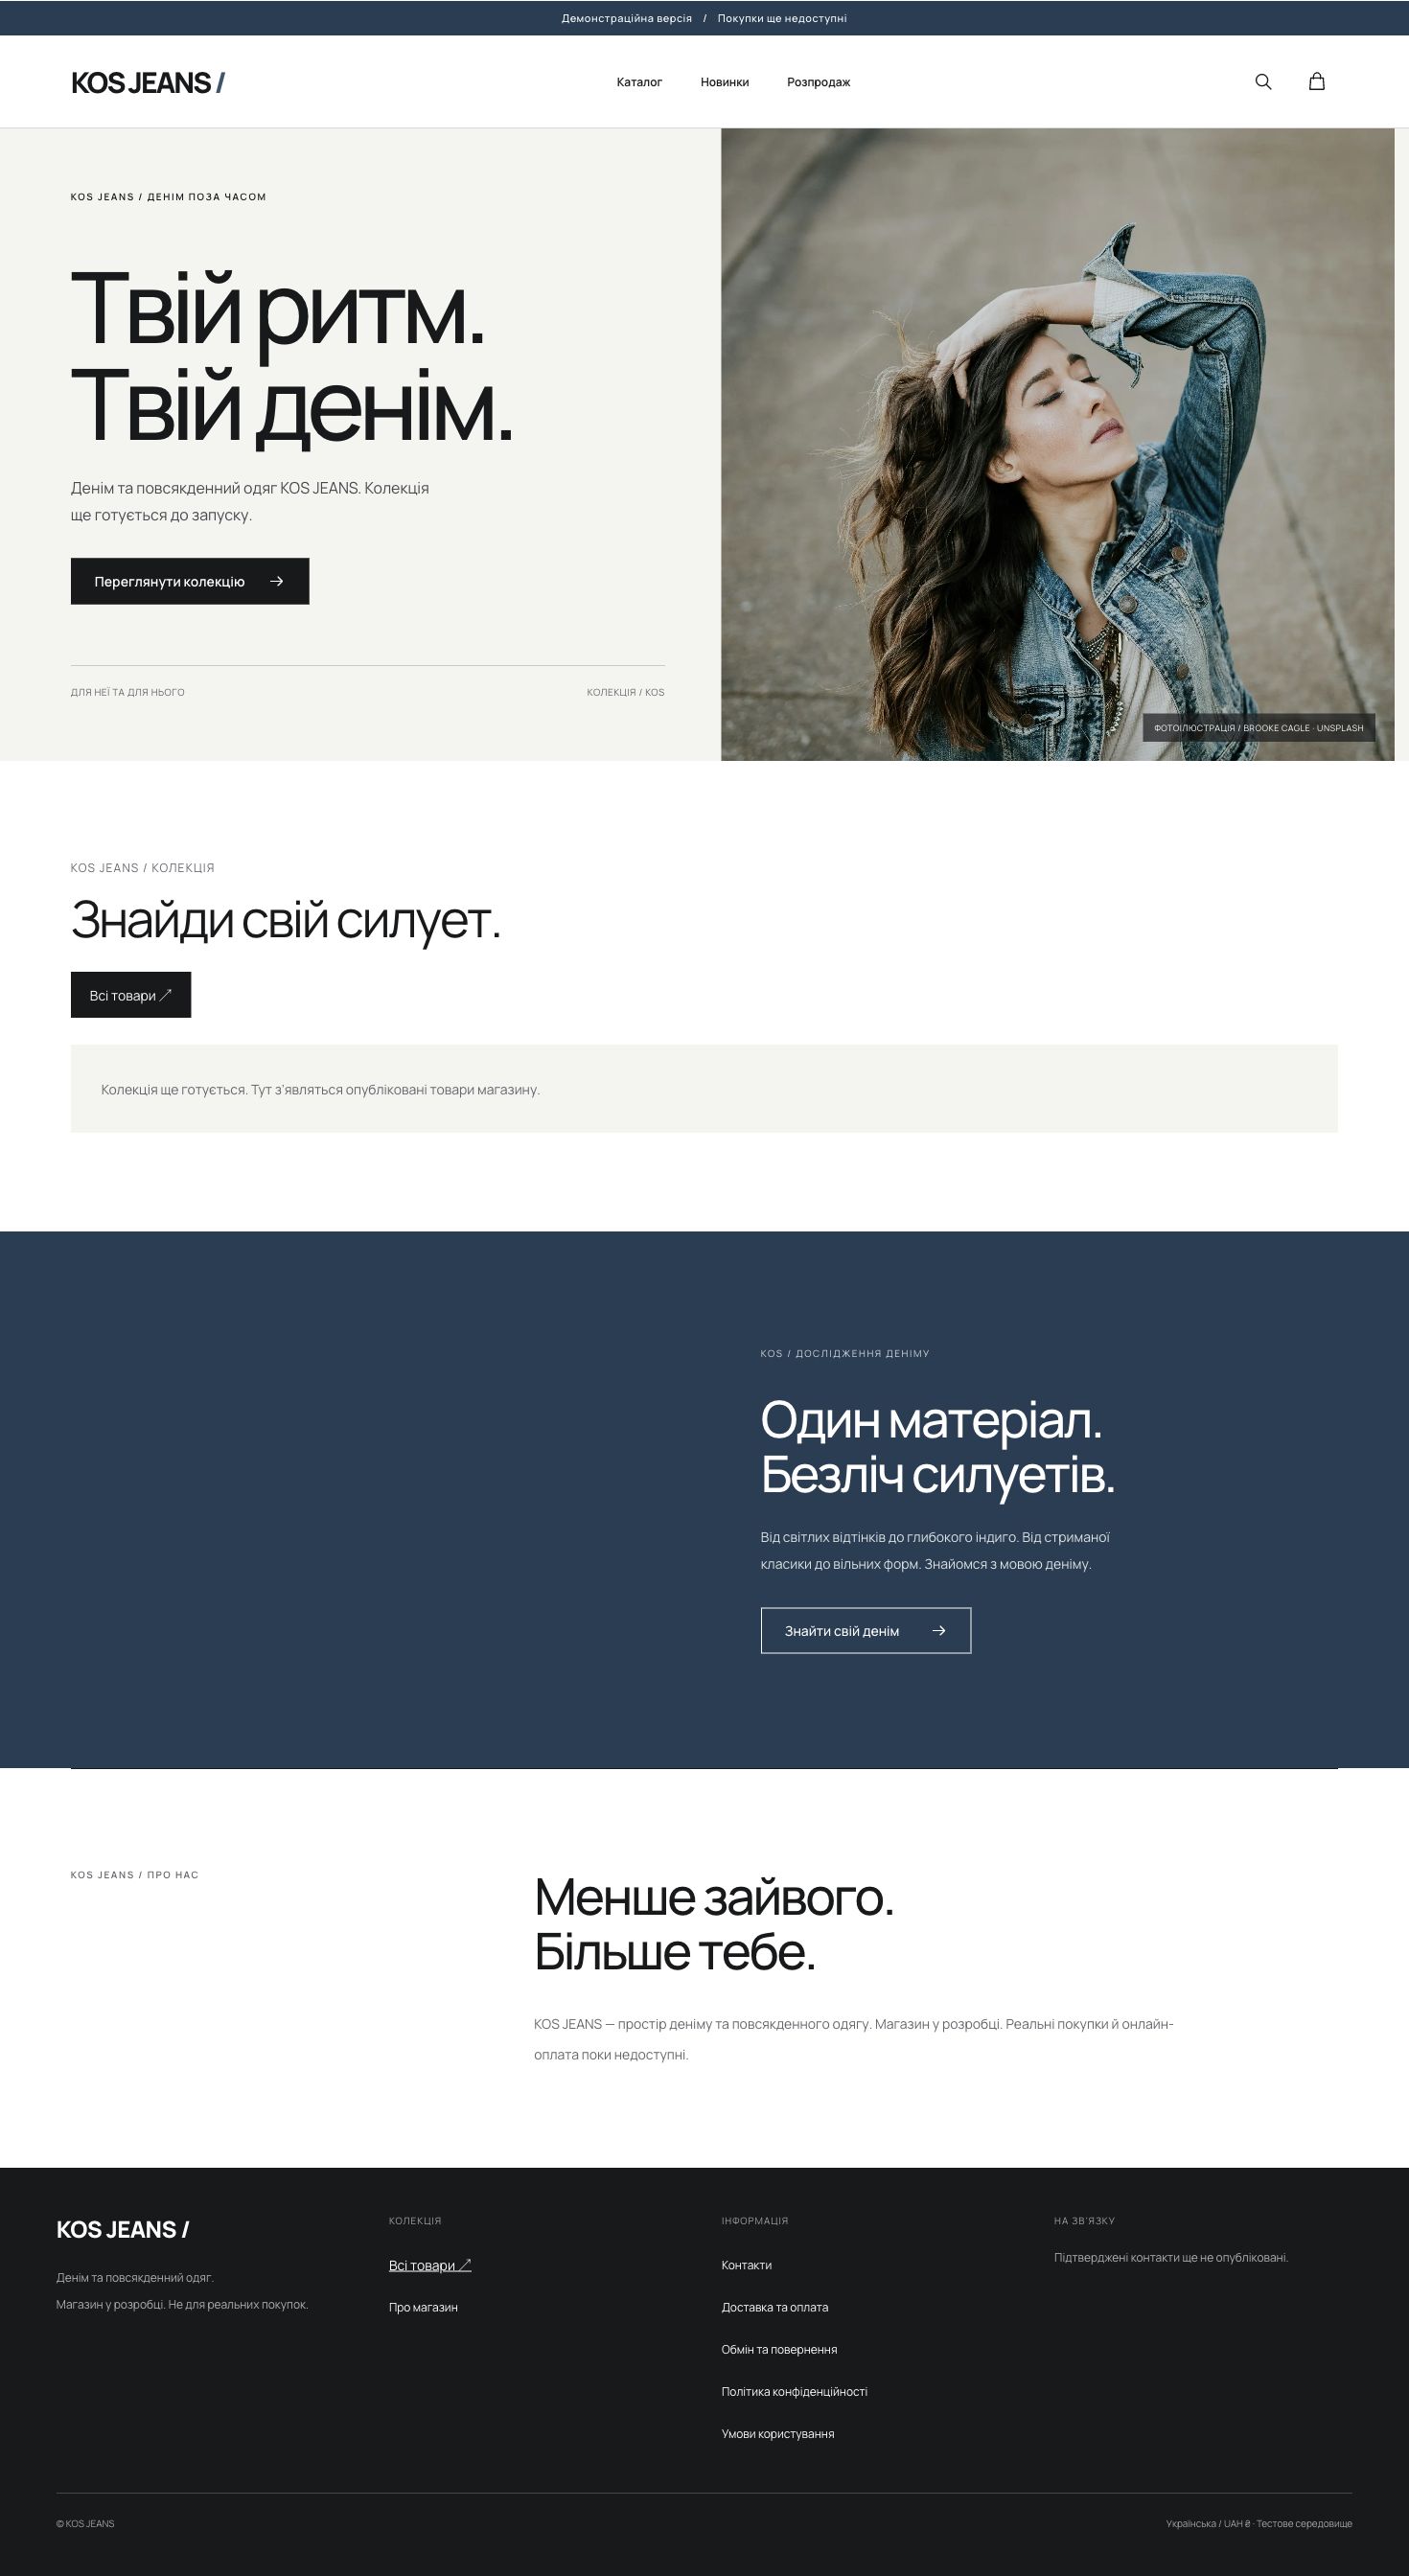 Демонстраційна версія / Покупки ще недоступні
KOS JEANS /
Каталог Новинки Розпродаж
KOS JEANS / ДЕНІМ ПОЗА ЧАСОМ
Твій ритм.
Твій денім.
Денім та повсякденний одяг KOS JEANS. Колекція
ще готується до запуску.
Переглянути колекцію →
ДЛЯ НЕЇ ТА ДЛЯ НЬОГО
КОЛЕКЦІЯ / KOS
ФОТОІЛЮСТРАЦІЯ / BROOKE CAGLE · UNSPLASH
KOS JEANS / КОЛЕКЦІЯ
Знайди свій силует.
Всі товари ↗
Колекція ще готується. Тут з'являться опубліковані товари магазину.
KOS / ДОСЛІДЖЕННЯ ДЕНІМУ
Один матеріал.
Безліч силуетів.
Від світлих відтінків до глибокого індиго. Від стриманої
класики до вільних форм. Знайомся з мовою деніму.
Знайти свій денім →
KOS JEANS / ПРО НАС
Менше зайвого.
Більше тебе.
KOS JEANS — простір деніму та повсякденного одягу. Магазин у розробці. Реальні покупки й онлайн-
оплата поки недоступні.
KOS JEANS /
Денім та повсякденний одяг.
Магазин у розробці. Не для реальних покупок.
КОЛЕКЦІЯ
Всі товари ↗
Про магазин
ІНФОРМАЦІЯ
Контакти
Доставка та оплата
Обмін та повернення
Політика конфіденційності
Умови користування
НА ЗВ'ЯЗКУ
Підтверджені контакти ще не опубліковані.
© KOS JEANS
Українська / UAH ₴ · Тестове середовище